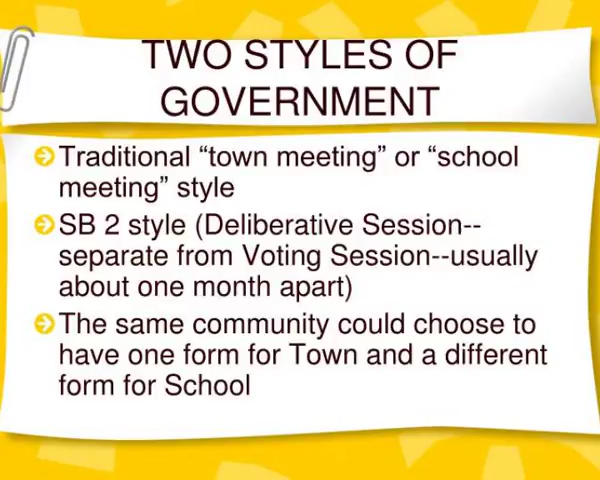 TWO STYLES OF
GOVERNMENT
Traditional “town meeting” or “school
meeting” style
SB 2 style (Deliberative Session--
separate from Voting Session--usually
about one month apart)
The same community could choose to
have one form for Town and a different
form for School